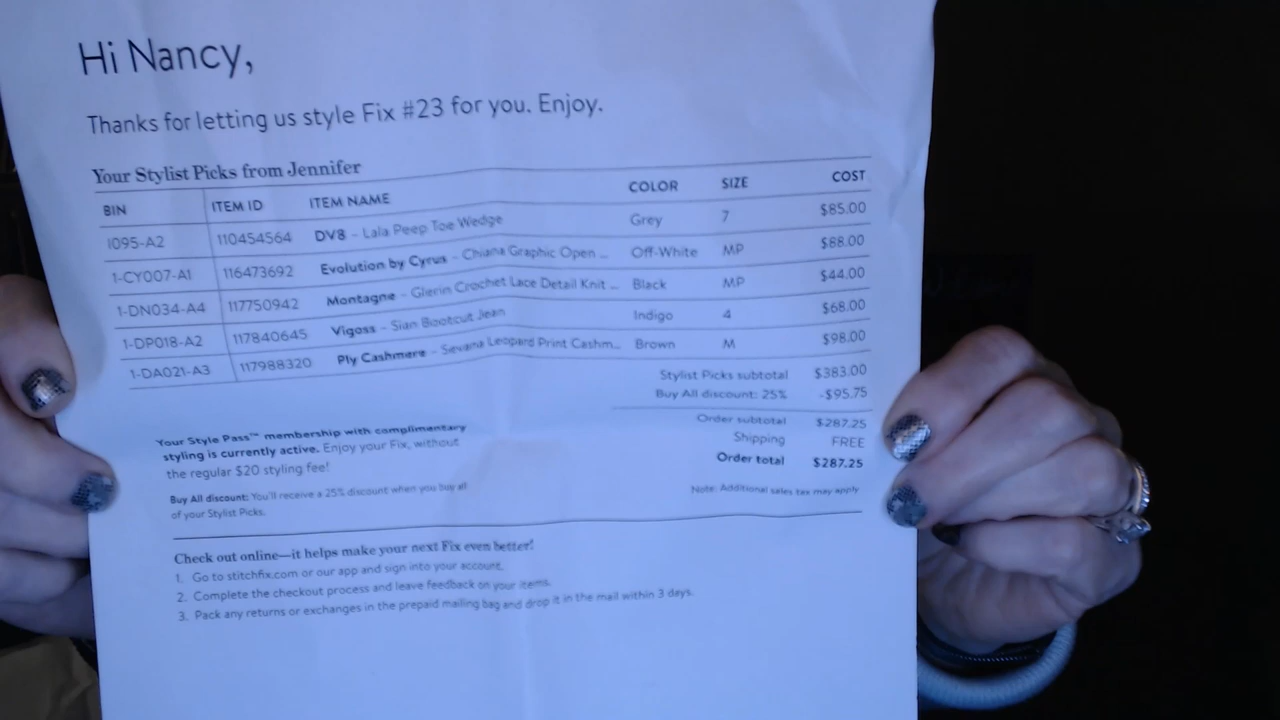 Hi Nancy,
Thanks for letting us style Fix #23 for you. Enjoy.
Your Stylist Picks from Jennifer
BIN ITEM ID ITEM NAME COLOR SIZE COST
I095-A2 110454564 DV8 – Lala Peep Toe Wedge Grey 7 $85.00
1-CY007-A1 116473692 Evolution by Cyrus – Chiana Graphic Open ... Off-White MP $88.00
1-DN034-A4 117750942 Montagne – Glerin Crochet Lace Detail Knit ... Black MP $44.00
1-DP018-A2 117840645 Vigoss – Sian Bootcut Jean Indigo 4 $68.00
1-DA021-A3 117988320 Ply Cashmere – Sevana Leopard Print Cashm... Brown M $98.00
Stylist Picks subtotal $383.00
Buy All discount: 25% -$95.75
Order subtotal $287.25
Shipping FREE
Order total $287.25
Note: Additional sales tax may apply
Your Style Pass™ membership with complimentary
styling is currently active. Enjoy your Fix, without
the regular $20 styling fee!
Buy All discount: You'll receive a 25% discount when you buy all
of your Stylist Picks.
Check out online—it helps make your next Fix even better!
1. Go to stitchfix.com or our app and sign into your account.
2. Complete the checkout process and leave feedback on your items.
3. Pack any returns or exchanges in the prepaid mailing bag and drop it in the mail within 3 days.